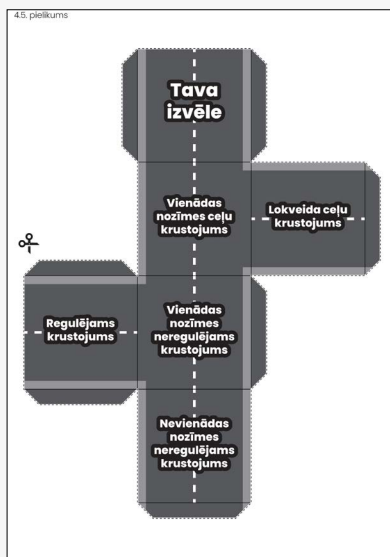 4.5. pielikums
Tava
izvēle
Vienādas
nozīmes ceļu
krustojums
Lokveida ceļu
krustojums
Regulējams
krustojums
Vienādas
nozīmes
neregulējams
krustojums
Nevienādas
nozīmes
neregulējams
krustojums